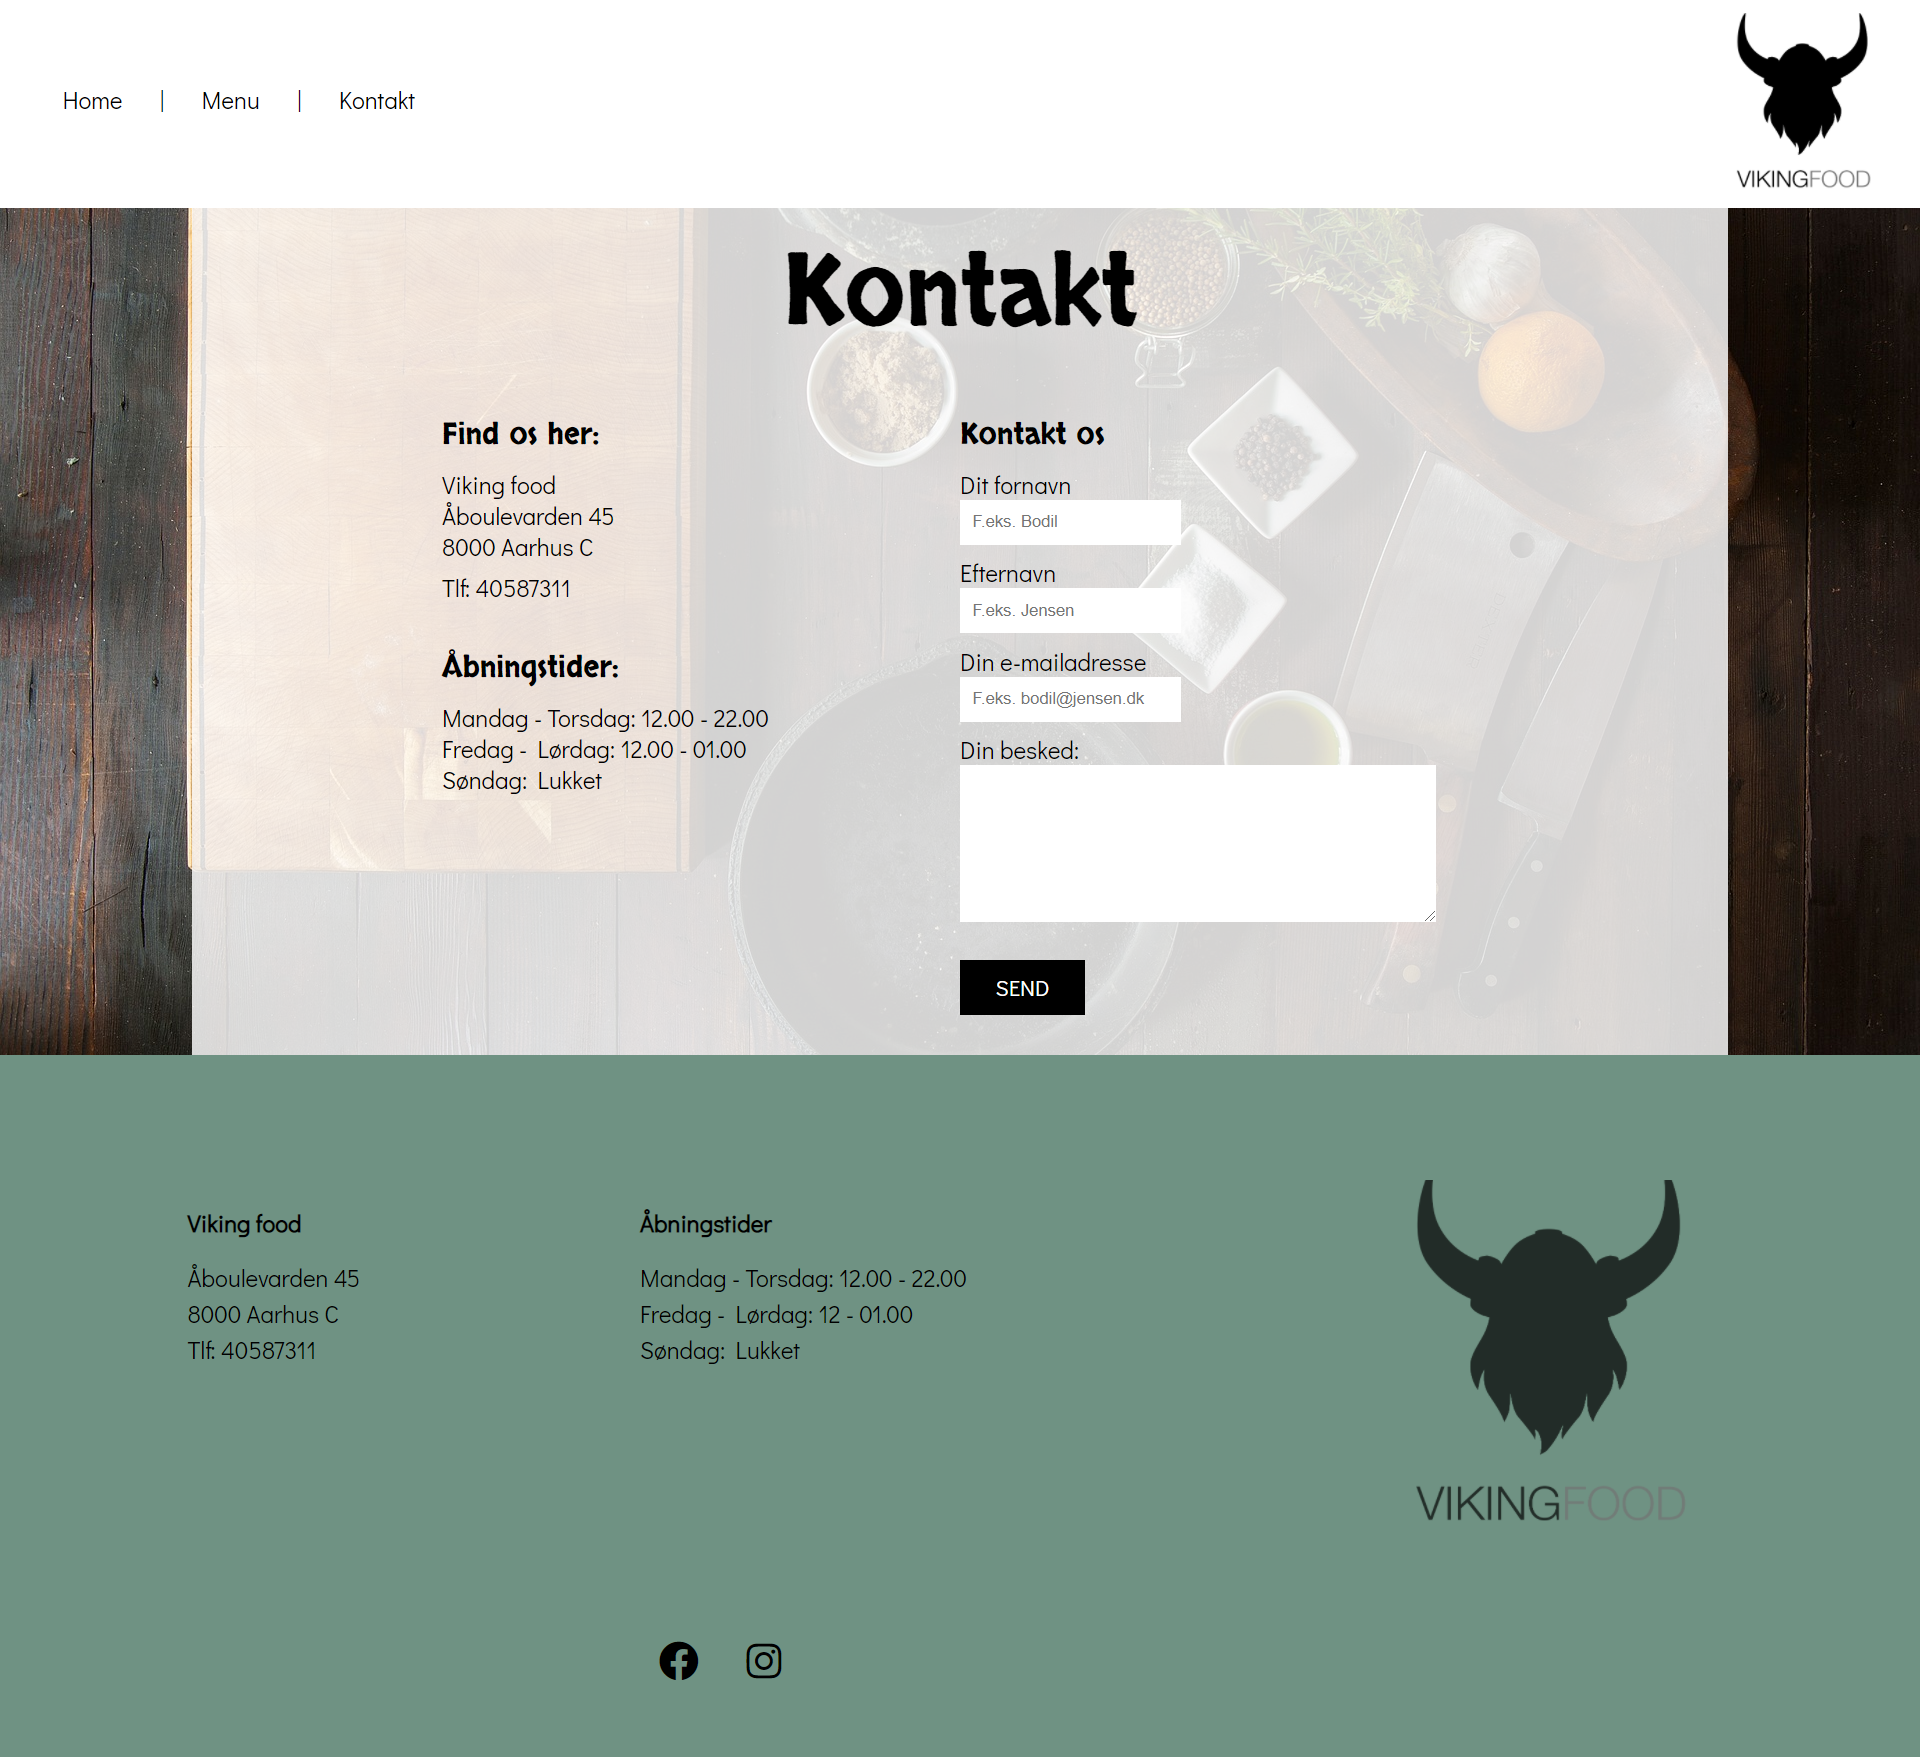 Home | Menu | Kontakt
VIKINGFOOD
Kontakt
Find os her:
Viking food
Åboulevarden 45
8000 Aarhus C
Tlf: 40587311
Åbningstider:
Mandag - Torsdag: 12.00 - 22.00
Fredag - Lørdag: 12.00 - 01.00
Søndag: Lukket
Kontakt os
Dit fornavn
F.eks. Bodil
Efternavn
F.eks. Jensen
Din e-mailadresse
F.eks. bodil@jensen.dk
Din besked:
SEND
Viking food
Åboulevarden 45
8000 Aarhus C
Tlf: 40587311
Åbningstider
Mandag - Torsdag: 12.00 - 22.00
Fredag - Lørdag: 12 - 01.00
Søndag: Lukket
VIKINGFOOD